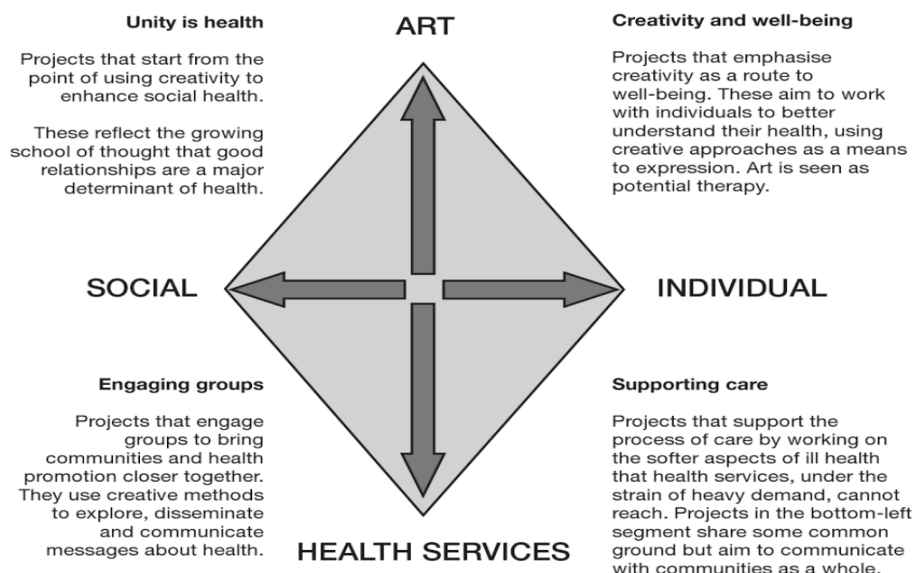 Unity is health
Projects that start from the
point of using creativity to
enhance social health.
These reflect the growing
school of thought that good
relationships are a major
determinant of health.
ART
Creativity and well-being
Projects that emphasise
creativity as a route to
well-being. These aim to work
with individuals to better
understand their health, using
creative approaches as a means
to expression. Art is seen as
potential therapy.
SOCIAL
INDIVIDUAL
Engaging groups
Projects that engage
groups to bring
communities and health
promotion closer together.
They use creative methods
to explore, disseminate
and communicate
messages about health.
HEALTH SERVICES
Supporting care
Projects that support the
process of care by working on
the softer aspects of ill health
that health services, under the
strain of heavy demand, cannot
reach. Projects in the bottom-left
segment share some common
ground but aim to communicate
with communities as a whole.